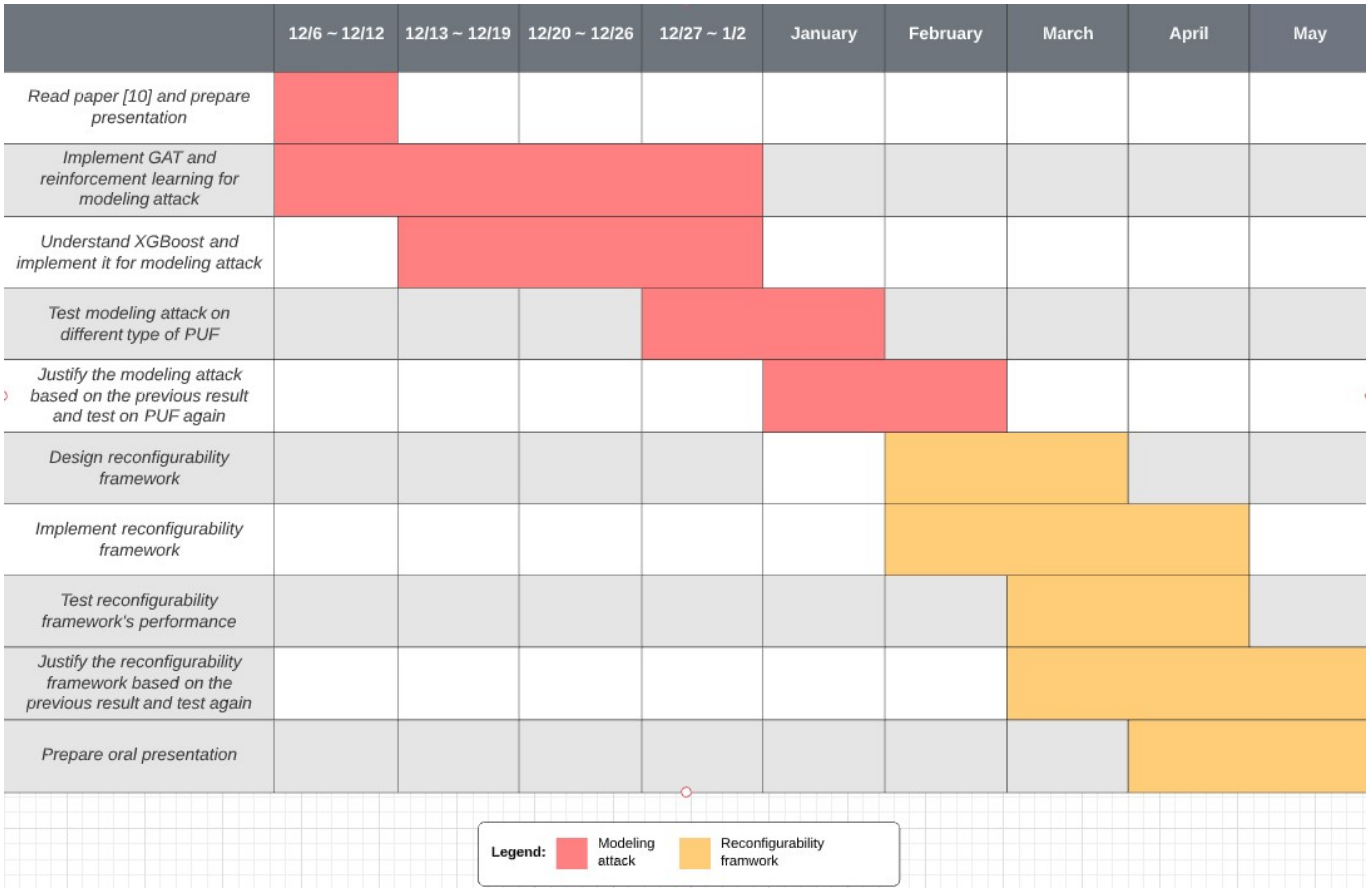 12/6 ~ 12/12 12/13 ~ 12/19 12/20 ~ 12/26 12/27 ~ 1/2 January February March April May
Read paper [10] and prepare
presentation
Implement GAT and
reinforcement learning for
modeling attack
Understand XGBoost and
implement it for modeling attack
Test modeling attack on
different type of PUF
Justify the modeling attack
based on the previous result
and test on PUF again
Design reconfigurability
framework
Implement reconfigurability
framework
Test reconfigurability
framework's performance
Justify the reconfigurability
framework based on the
previous result and test again
Prepare oral presentation
Legend:
Modeling
attack
Reconfigurability
framwork